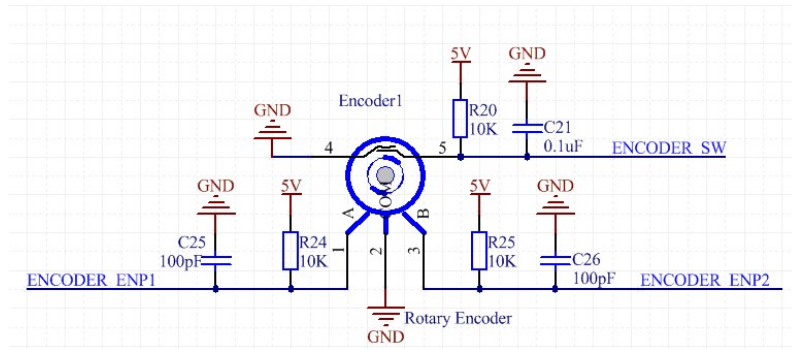 5V
GND
Encoder1
GND
R20
10K
C21
0.1uF
4
5
ENCODER_SW
COM
A
B
GND
5V
5V
GND
C25
100pF
R24
10K
R25
10K
C26
100pF
1
2
3
ENCODER_ENP1
ENCODER_ENP2
Rotary Encoder
GND